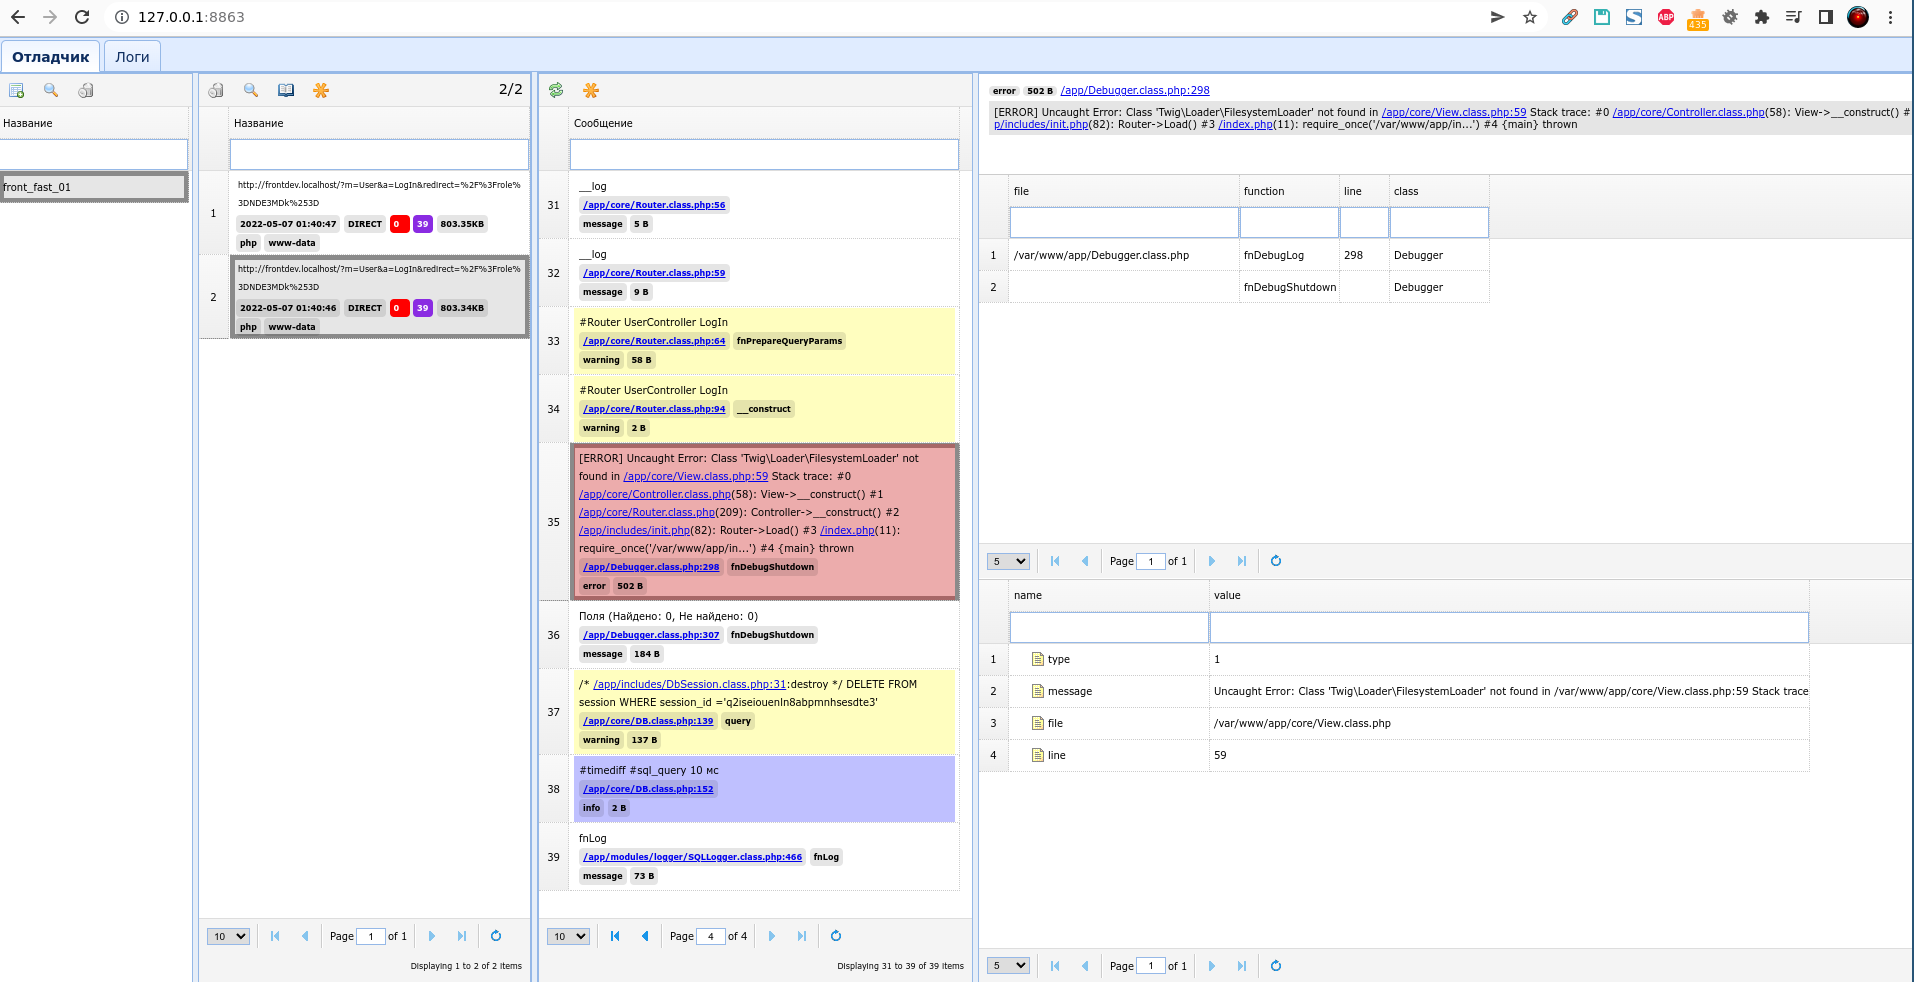 127.0.0.1:8863
ABP
435
Отладчик
Логи
Название
front_fast_01
2/2
Название
1
http://frontdev.localhost/?m=User&a=LogIn&redirect=%2F%3Frole%
3DNDE3MDk%253D
2022-05-07 01:40:47 DIRECT 0 39 803.35KB
php www-data
2
http://frontdev.localhost/?m=User&a=LogIn&redirect=%2F%3Frole%
3DNDE3MDk%253D
2022-05-07 01:40:46 DIRECT 0 39 803.34KB
php www-data
10 Page 1 of 1
Displaying 1 to 2 of 2 items
Сообщение
31
__log
/app/core/Router.class.php:56
message 5 B
32
__log
/app/core/Router.class.php:59
message 9 B
33
#Router UserController LogIn
/app/core/Router.class.php:64 fnPrepareQueryParams
warning 58 B
34
#Router UserController LogIn
/app/core/Router.class.php:94 __construct
warning 2 B
35
[ERROR] Uncaught Error: Class 'Twig\Loader\FilesystemLoader' not
found in /app/core/View.class.php:59 Stack trace: #0
/app/core/Controller.class.php(58): View->__construct() #1
/app/core/Router.class.php(209): Controller->__construct() #2
/app/includes/init.php(82): Router->Load() #3 /index.php(11):
require_once('/var/www/app/in...') #4 {main} thrown
/app/Debugger.class.php:298 fnDebugShutdown
error 502 B
36
Поля (Найдено: 0, Не найдено: 0)
/app/Debugger.class.php:307 fnDebugShutdown
message 184 B
37
/* /app/includes/DbSession.class.php:31:destroy */ DELETE FROM
session WHERE session_id ='q2iseiouenln8abpmnhsesdte3'
/app/core/DB.class.php:139 query
warning 137 B
38
#timediff #sql_query 10 мс
/app/core/DB.class.php:152
info 2 B
39
fnLog
/app/modules/logger/SQLLogger.class.php:466 fnLog
message 73 B
10 Page 4 of 4
Displaying 31 to 39 of 39 items
error 502 B /app/Debugger.class.php:298
[ERROR] Uncaught Error: Class 'Twig\Loader\FilesystemLoader' not found in /app/core/View.class.php:59 Stack trace: #0 /app/core/Controller.class.php(58): View->__construct() #
p/includes/init.php(82): Router->Load() #3 /index.php(11): require_once('/var/www/app/in...') #4 {main} thrown
file function line class
1 /var/www/app/Debugger.class.php fnDebugLog 298 Debugger
2 fnDebugShutdown Debugger
5 Page 1 of 1
name value
1 type 1
2 message Uncaught Error: Class 'Twig\Loader\FilesystemLoader' not found in /var/www/app/core/View.class.php:59 Stack trace
3 file /var/www/app/core/View.class.php
4 line 59
5 Page 1 of 1